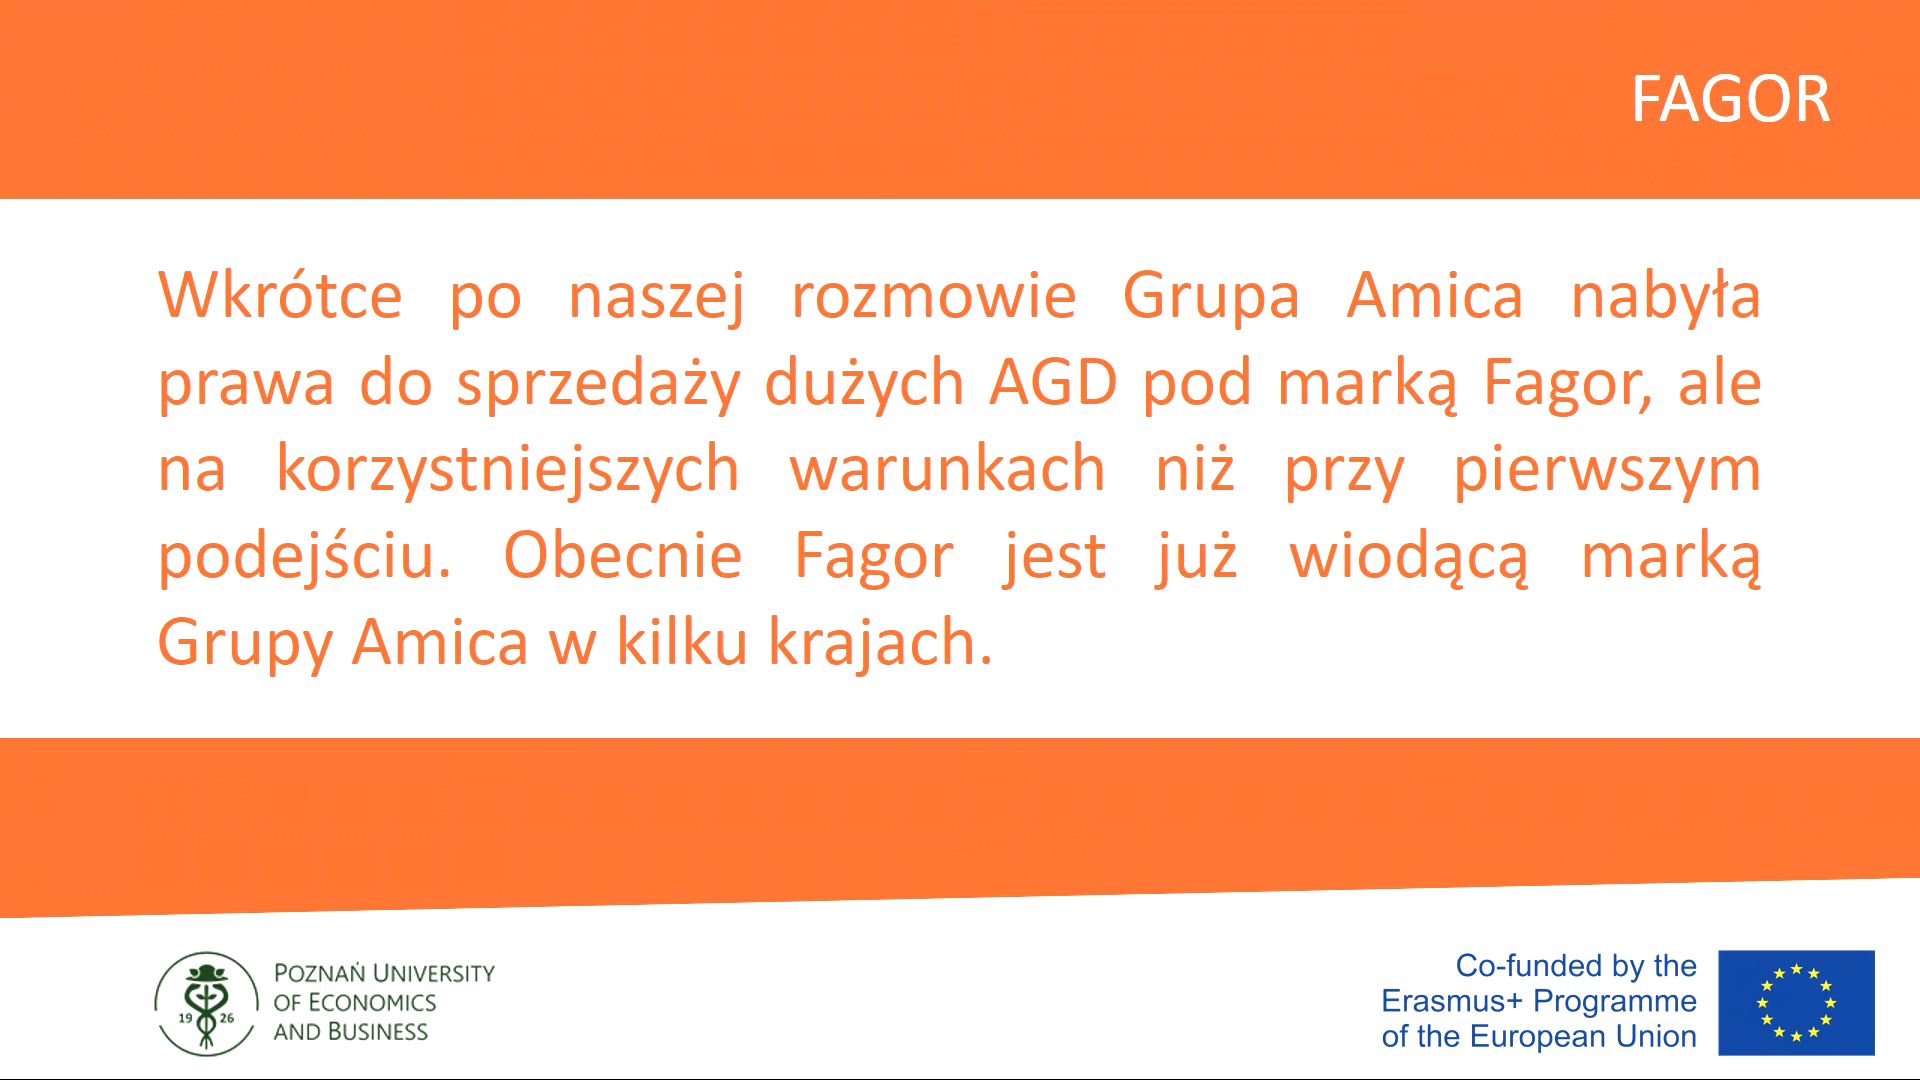 FAGOR
Wkrótce po naszej rozmowie Grupa Amica nabyła
prawa do sprzedaży dużych AGD pod marką Fagor, ale
na korzystniejszych warunkach niż przy pierwszym
podejściu. Obecnie Fagor jest już wiodącą marką
Grupy Amica w kilku krajach.
19 26
POZNAŃ UNIVERSITY
OF ECONOMICS
AND BUSINESS
Co-funded by the
Erasmus+ Programme
of the European Union